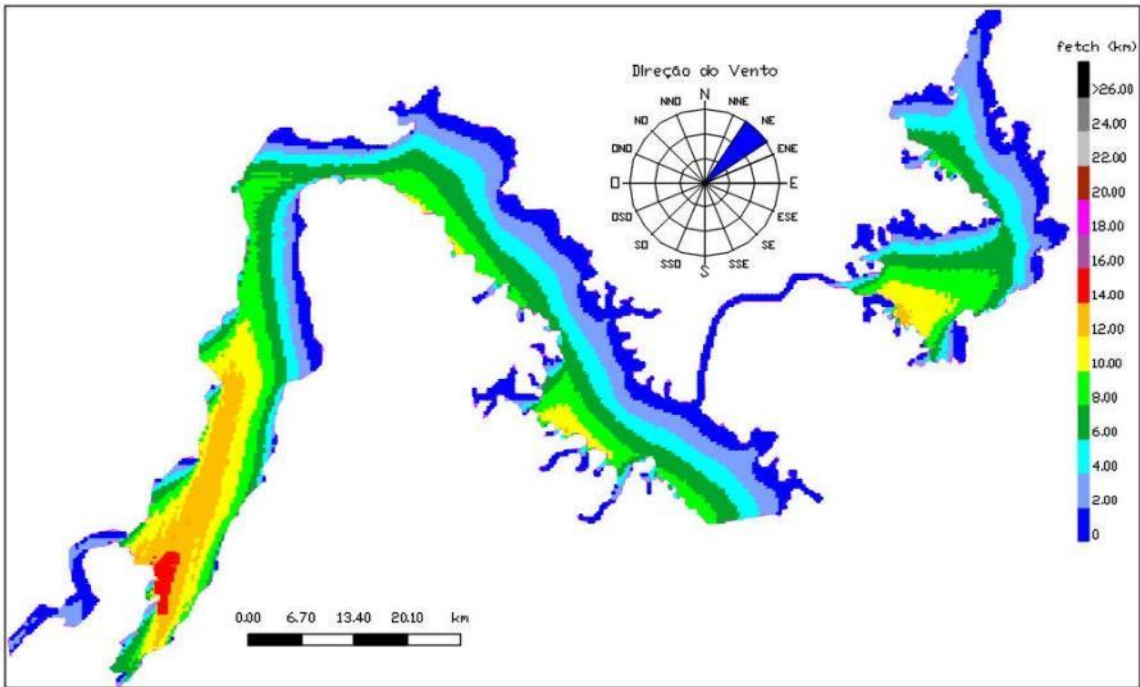 fetch (km)
Direção do Vento
N
NNO
NNE
NO
NE
ONO
ENE
O
E
OSO
ESE
SO
SE
SSO
SSE
S
>26.00
24.00
22.00
20.00
18.00
16.00
14.00
12.00
10.00
8.00
6.00
4.00
2.00
0
0.00 6.70 13.40 20.10 km